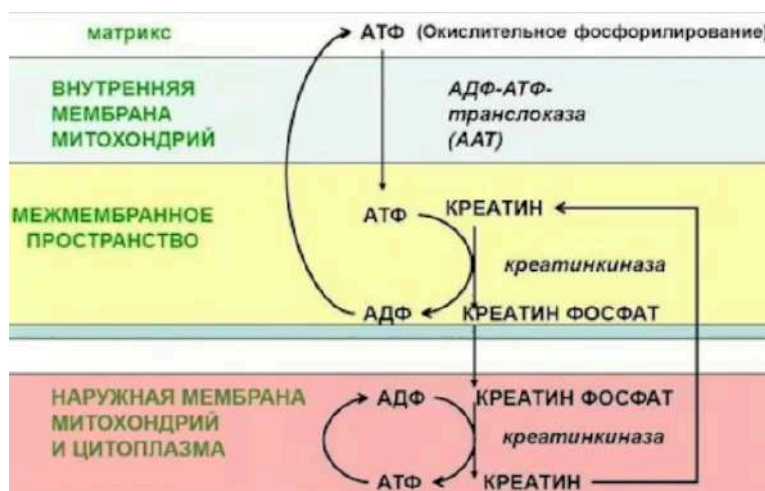 матрикс
АТФ (Окислительное фосфорилирование)
ВНУТРЕННЯЯ
МЕМБРАНА
МИТОХОНДРИЙ
АДФ-АТФ-
транслоказа
(ААТ)
МЕЖМЕМБРАННОЕ
ПРОСТРАНСТВО
АТФ
КРЕАТИН
креатинкиназа
АДФ
КРЕАТИН ФОСФАТ
НАРУЖНАЯ МЕМБРАНА
МИТОХОНДРИЙ
И ЦИТОПЛАЗМА
АДФ
КРЕАТИН ФОСФАТ
креатинкиназа
АТФ
КРЕАТИН